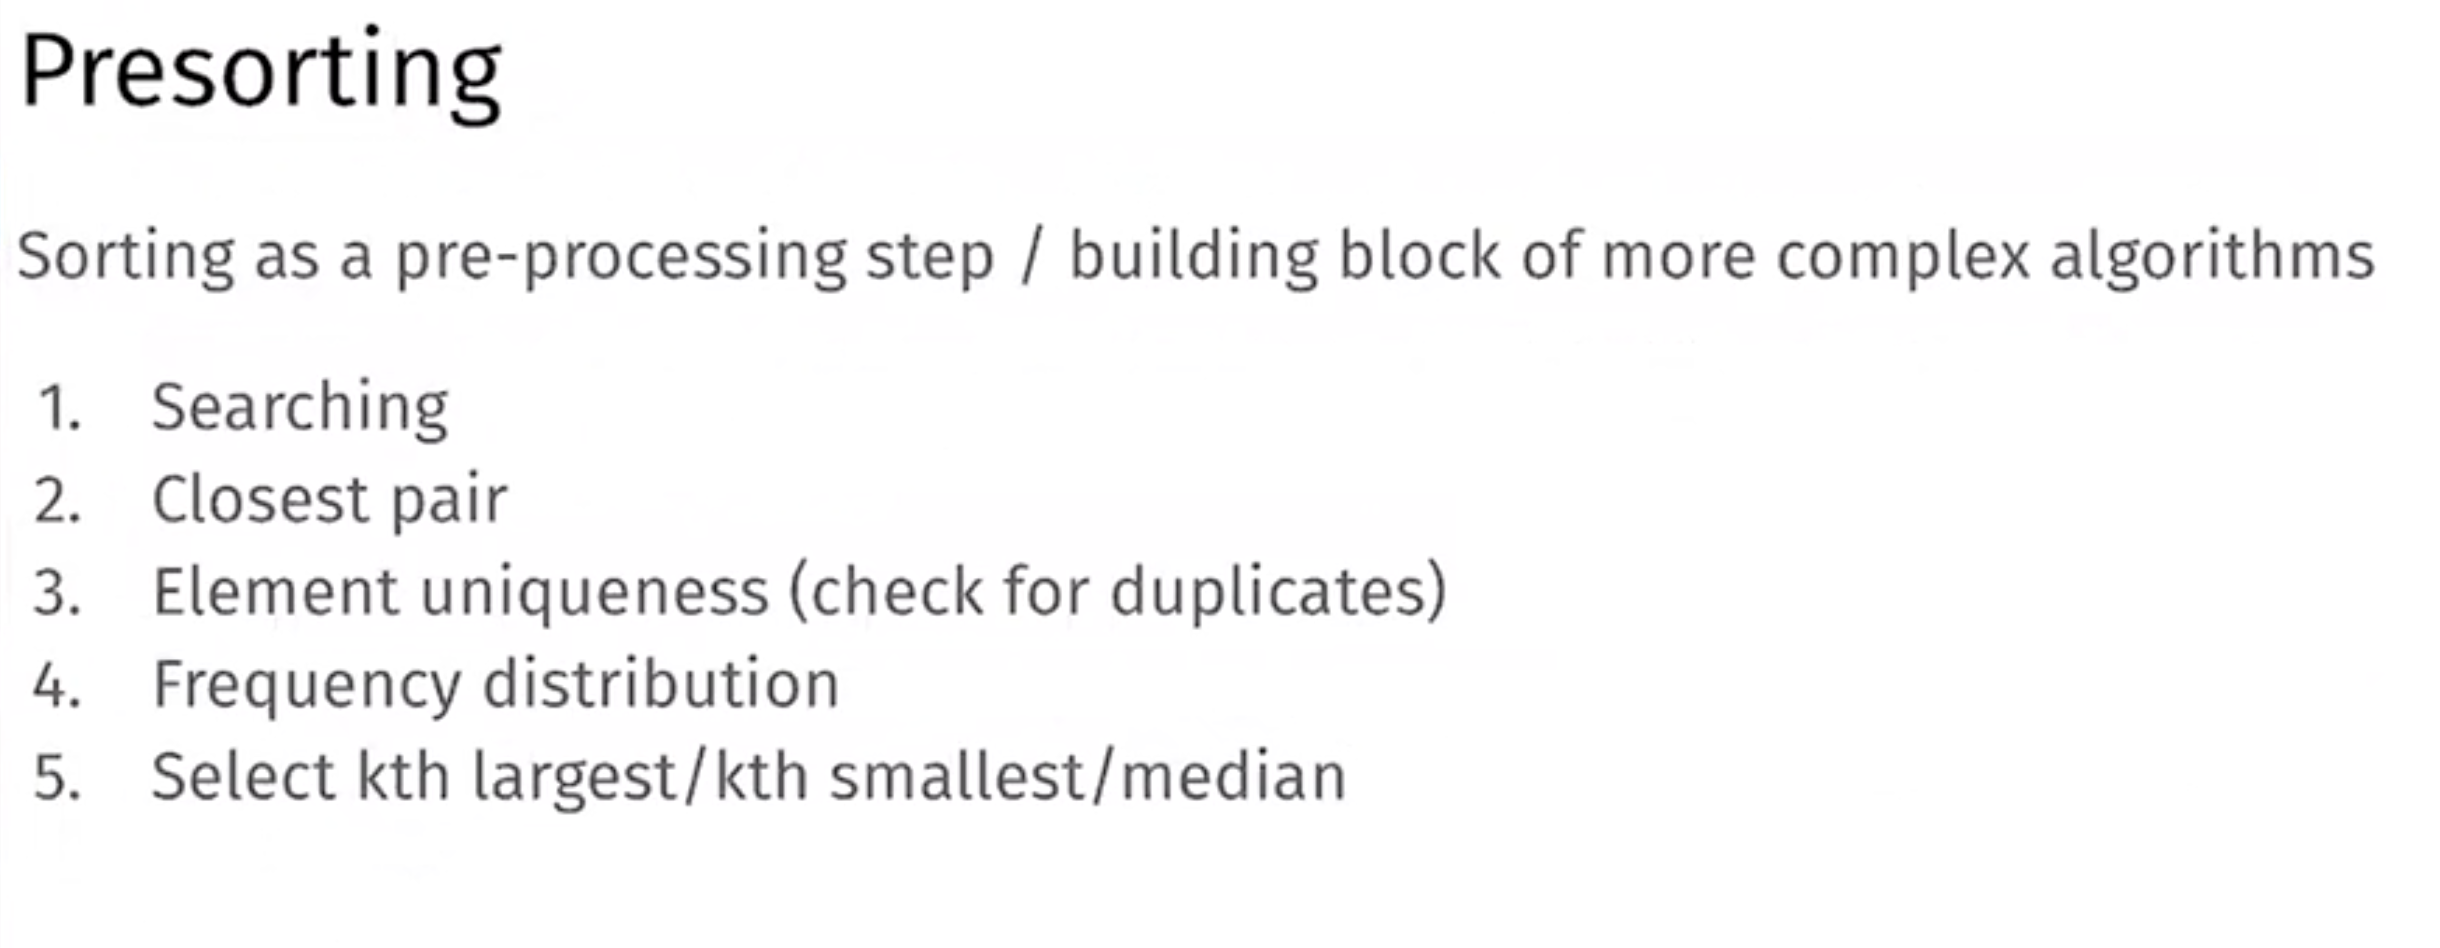 Presorting
Sorting as a pre-processing step / building block of more complex algorithms
1. Searching
2. Closest pair
3. Element uniqueness (check for duplicates)
4. Frequency distribution
5. Select kth largest/kth smallest/median